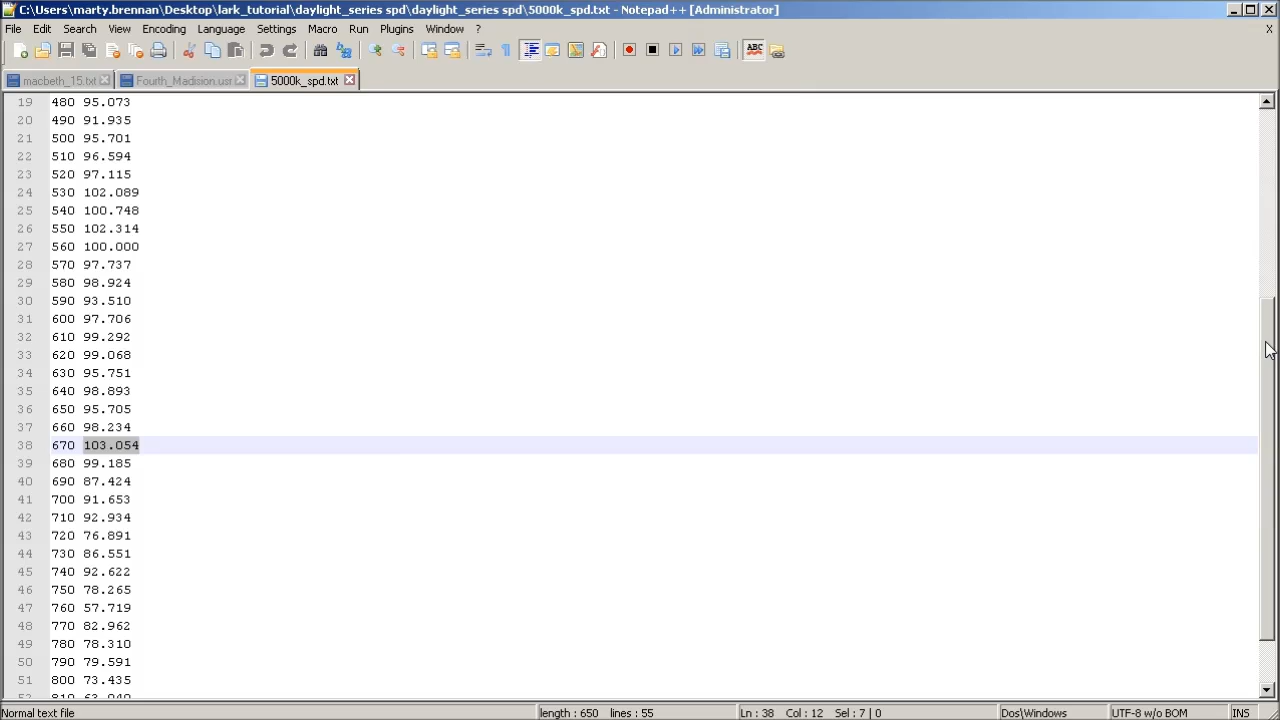 C:\Users\marty.brennan\Desktop\lark_tutorial\daylight_series spd\daylight_series spd\5000k_spd.txt - Notepad++ [Administrator]
File Edit Search View Encoding Language Settings Macro Run Plugins Window ? X
macbeth_15.txt Fourth_Madision.usr 5000k_spd.txt
19 480 95.073
20 490 91.935
21 500 95.701
22 510 96.594
23 520 97.115
24 530 102.089
25 540 100.748
26 550 102.314
27 560 100.000
28 570 97.737
29 580 98.924
30 590 93.510
31 600 97.706
32 610 99.292
33 620 99.068
34 630 95.751
35 640 98.893
36 650 95.705
37 660 98.234
38 670 103.054
39 680 99.185
40 690 87.424
41 700 91.653
42 710 92.934
43 720 76.891
44 730 86.551
45 740 92.622
46 750 78.265
47 760 57.719
48 770 82.962
49 780 78.310
50 790 79.591
51 800 73.435
52 810 63.040
Normal text file length : 650 lines : 55 Ln : 38 Col : 12 Sel : 7 | 0 Dos\Windows UTF-8 w/o BOM INS